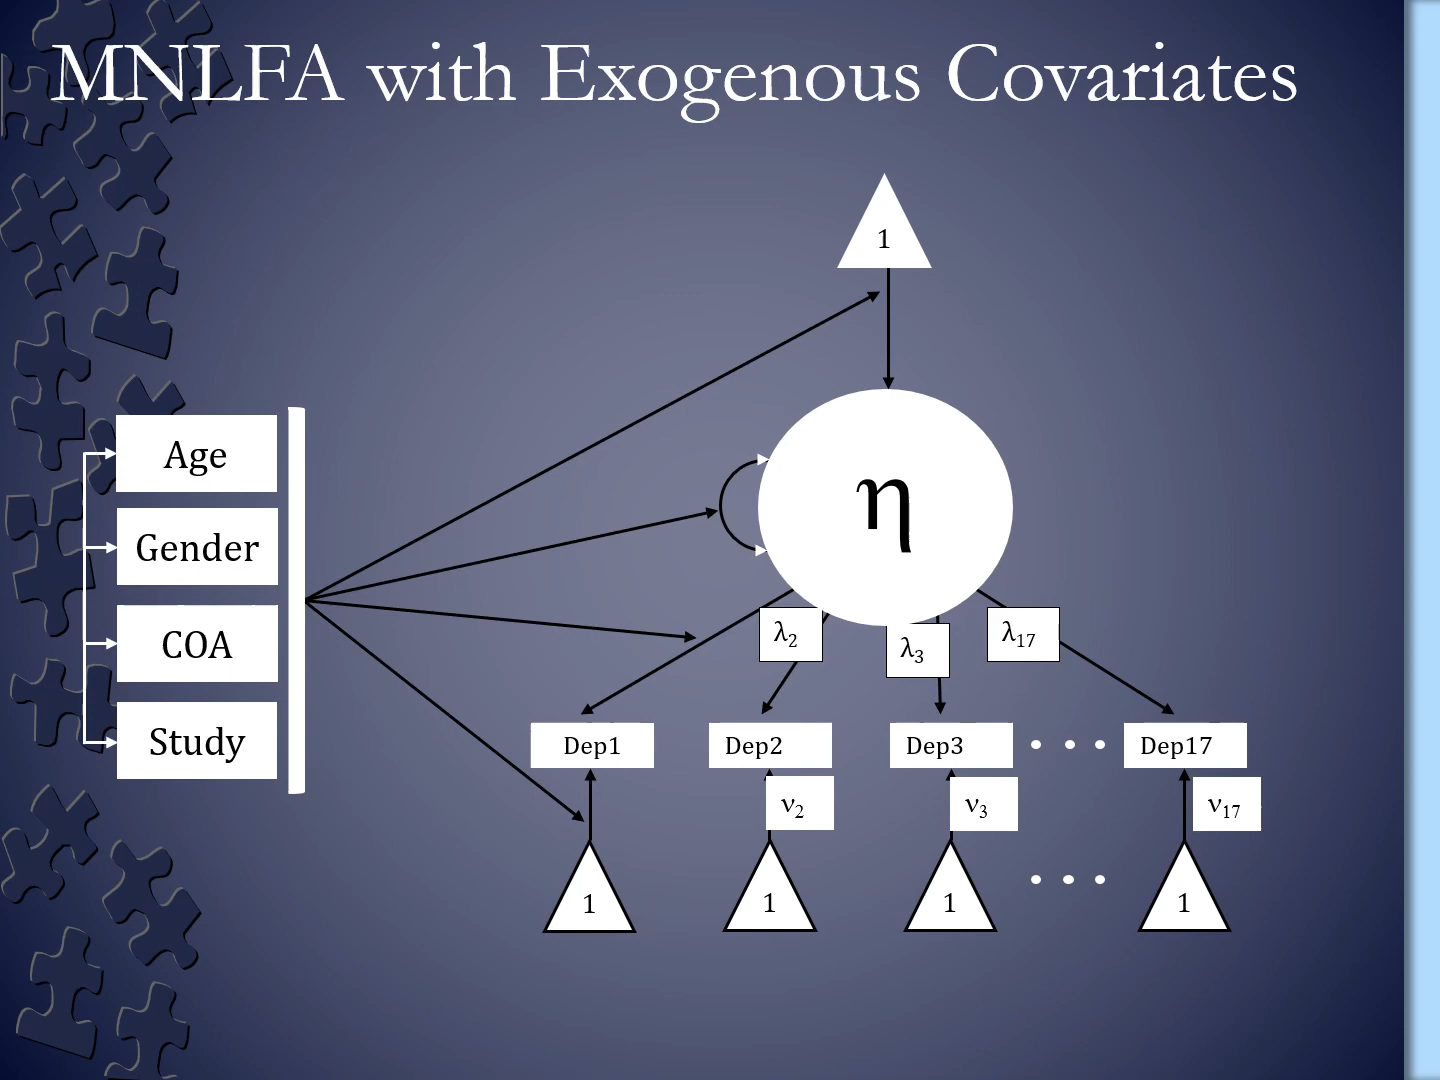 MNLFA with Exogenous Covariates
1
Age
Gender
COA
Study
η
λ2
λ3
λ17
Dep1
Dep2
Dep3
. . .
Dep17
ν2
ν3
ν17
1
1
1
. . .
1